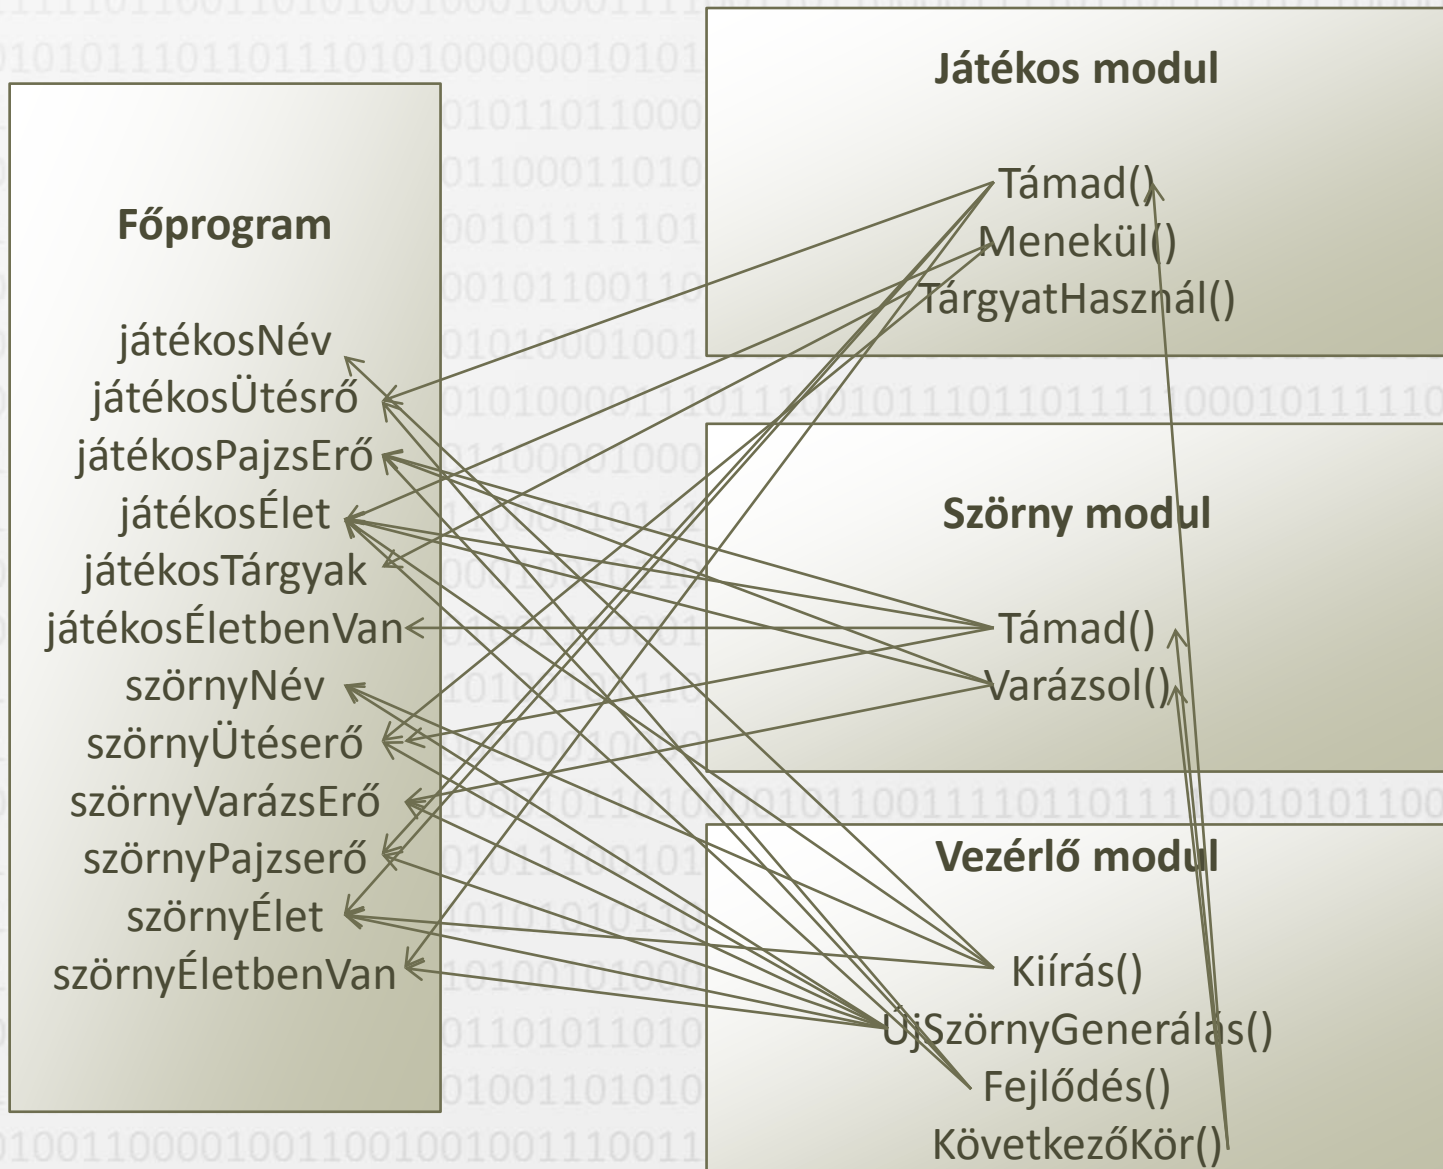 Főprogram
játékosNév
játékosÜtésrő
játékosPajzsErő
játékosÉlet
játékosTárgyak
játékosÉletbenVan
szörnyNév
szörnyÜtéserő
szörnyVarázsErő
szörnyPajzserő
szörnyÉlet
szörnyÉletbenVan
Játékos modul
Támad()
Menekül()
TárgyatHasznál()
Szörny modul
Támad()
Varázsol()
Vezérlő modul
Kiírás()
ÚjSzörnyGenerálás()
Fejlődés()
KövetkezőKör()